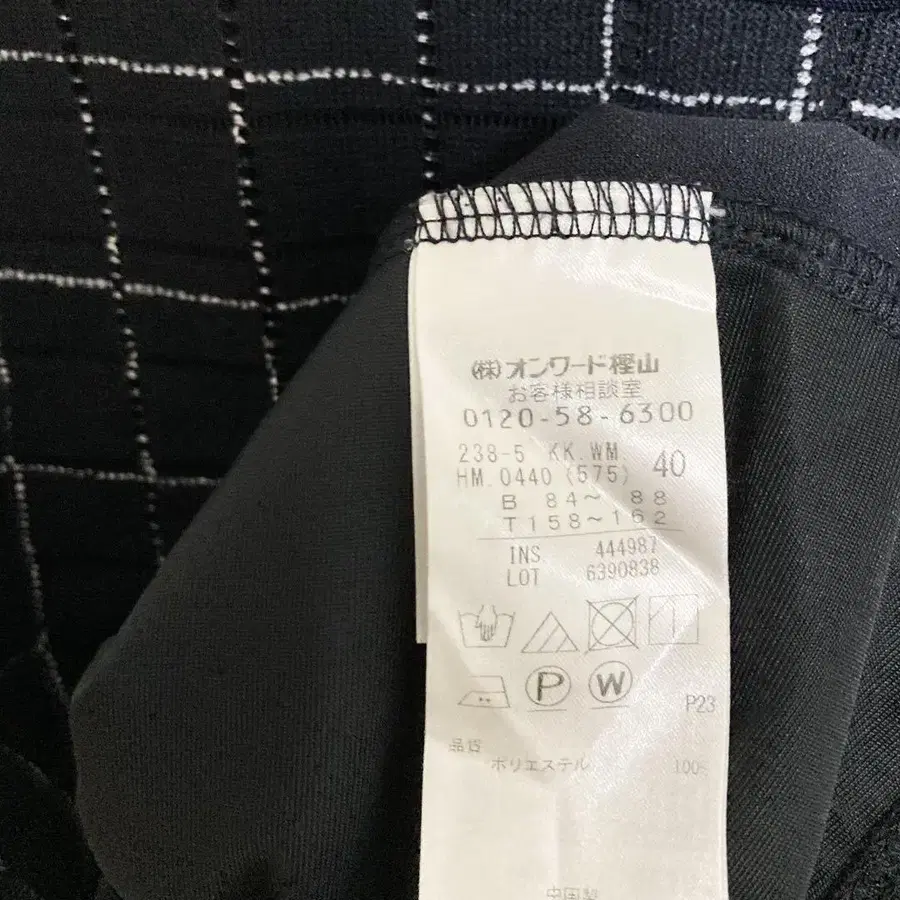 (株)オンワード樫山
お客様相談室
0120-58-6300
238-5 KK.WM. 40
HM.0440 (575)
B 84～ 88
T158～162
INS 444987
LOT 6390838
P W
P23
ポリエステル 100%
中国製